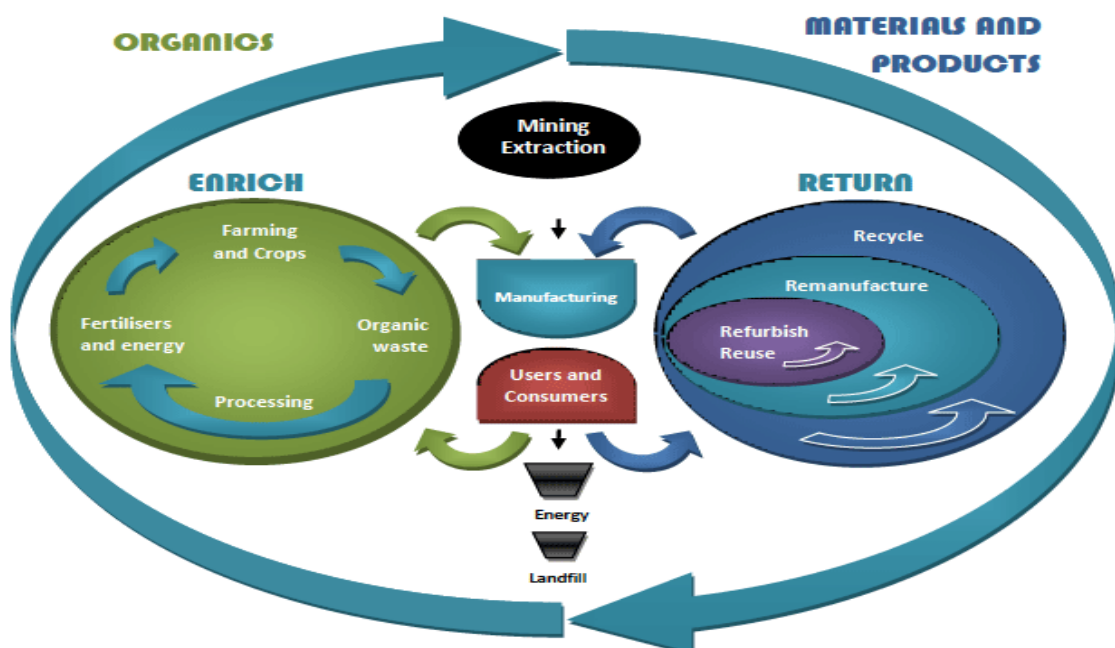 ORGANICS
MATERIALS AND
PRODUCTS
Mining
Extraction
ENRICH
RETURN
Farming
and Crops
Fertilisers
and energy
Organic
waste
Processing
Manufacturing
Users and
Consumers
Recycle
Remanufacture
Refurbish
Reuse
Energy
Landfill